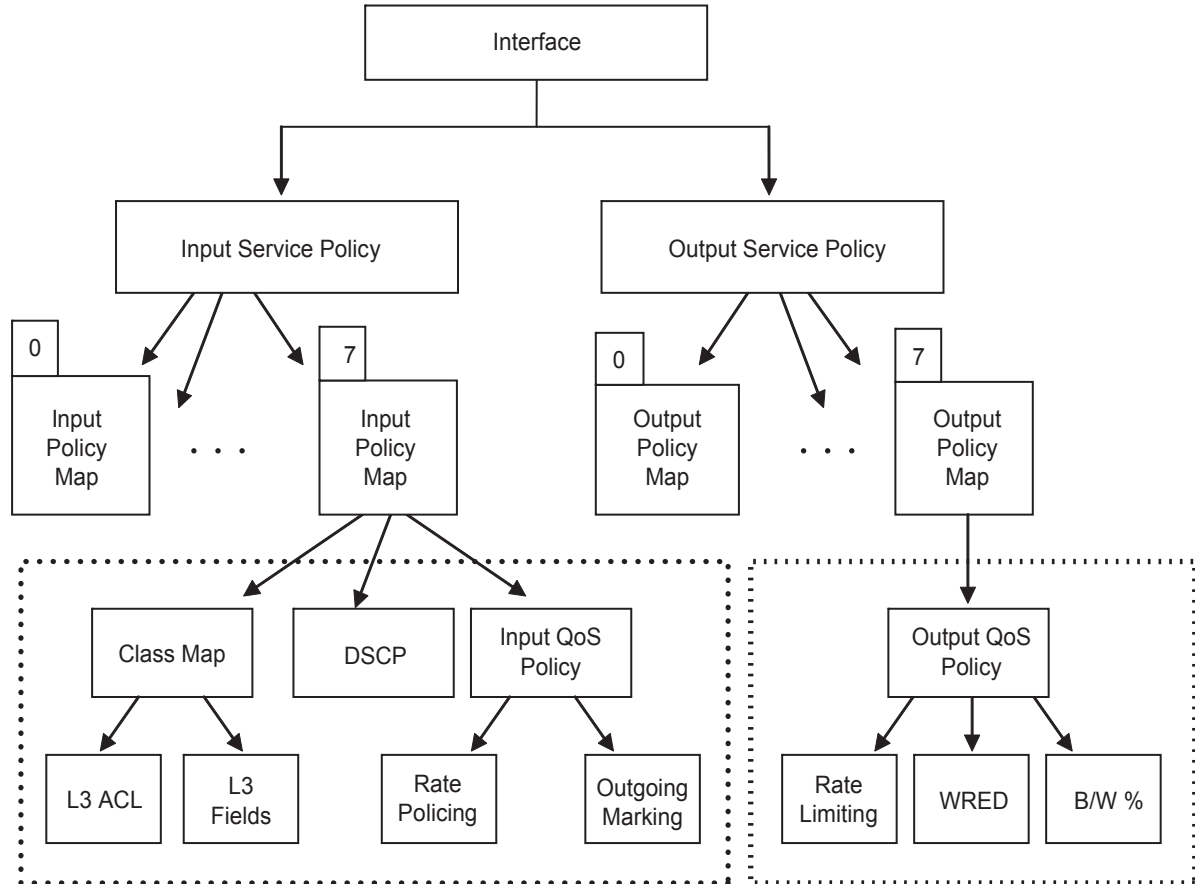 Interface
Input Service Policy
Output Service Policy
0
Input
Policy
Map
. . .
7
Input
Policy
Map
0
Output
Policy
Map
. . .
7
Output
Policy
Map
Class Map
DSCP
Input QoS
Policy
Output QoS
Policy
L3 ACL
L3
Fields
Rate
Policing
Outgoing
Marking
Rate
Limiting
WRED
B/W %